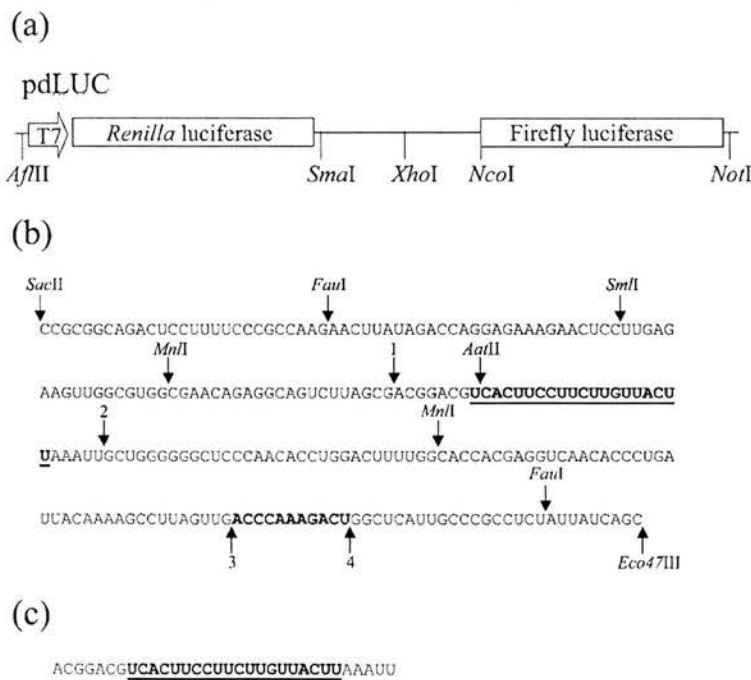 (a)
pdLUC
T7 Renilla luciferase Firefly luciferase
AflII SmaI XhoI NcoI NotI
(b)
SacII FauI SmlI
CCGCGGCAGACUCCUUUUCCCGCCAAGAACUUAUAGACCAGGAGAAAGAACUCCUUGAG
MnlI 1 AatII
AAGUUGGCGUGGCGAACAGAGGCAGUCUUAGCGACGGACGUCACUUCCUUCUUGUUACU
2 MnlI
UAAAUUGCUGGGGGGCUCCCAACACCUGGACUUUUGGCACCACGAGGUCAACACCCUGA
FauI
UUACAAAAGCCUUAGUUGACCCAAAGACUGGCUCAUUGCCCGCCUCUAUUAUCAGC
3 4 Eco47III
(c)
ACGGACGUCACUUCCUUCUUGUUACUUAAAUU